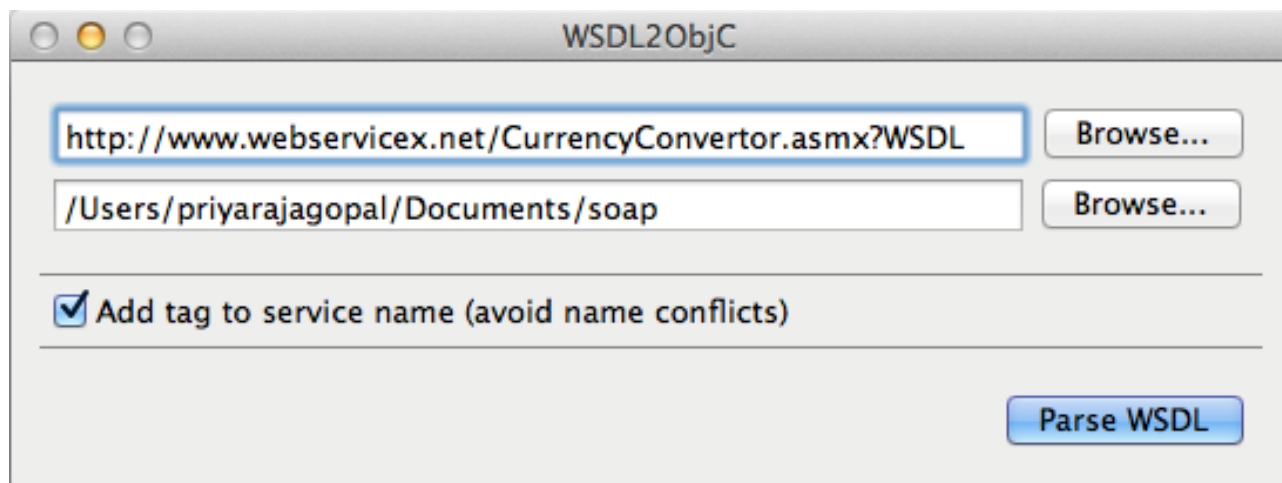 WSDL2ObjC
http://www.webservicex.net/CurrencyConvertor.asmx?WSDL Browse...
/Users/priyarajagopal/Documents/soap Browse...
Add tag to service name (avoid name conflicts)
Parse WSDL